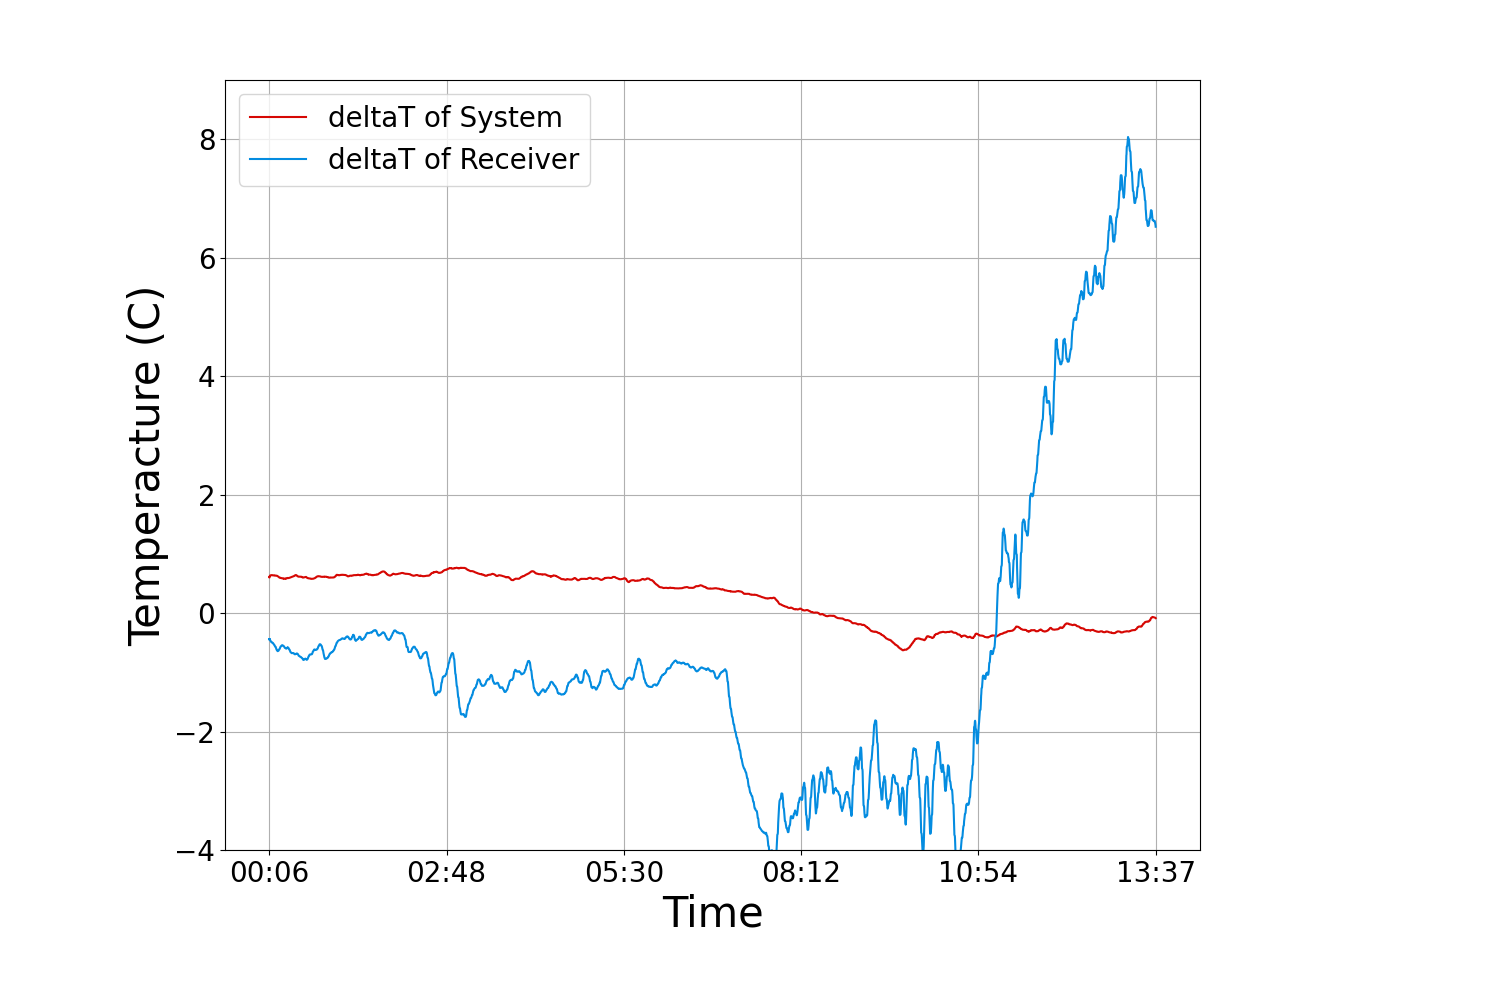 deltaT of System
deltaT of Receiver
8
6
4
2
0
−2
−4
Temperacture (C)
00:06 02:48 05:30 08:12 10:54 13:37
Time